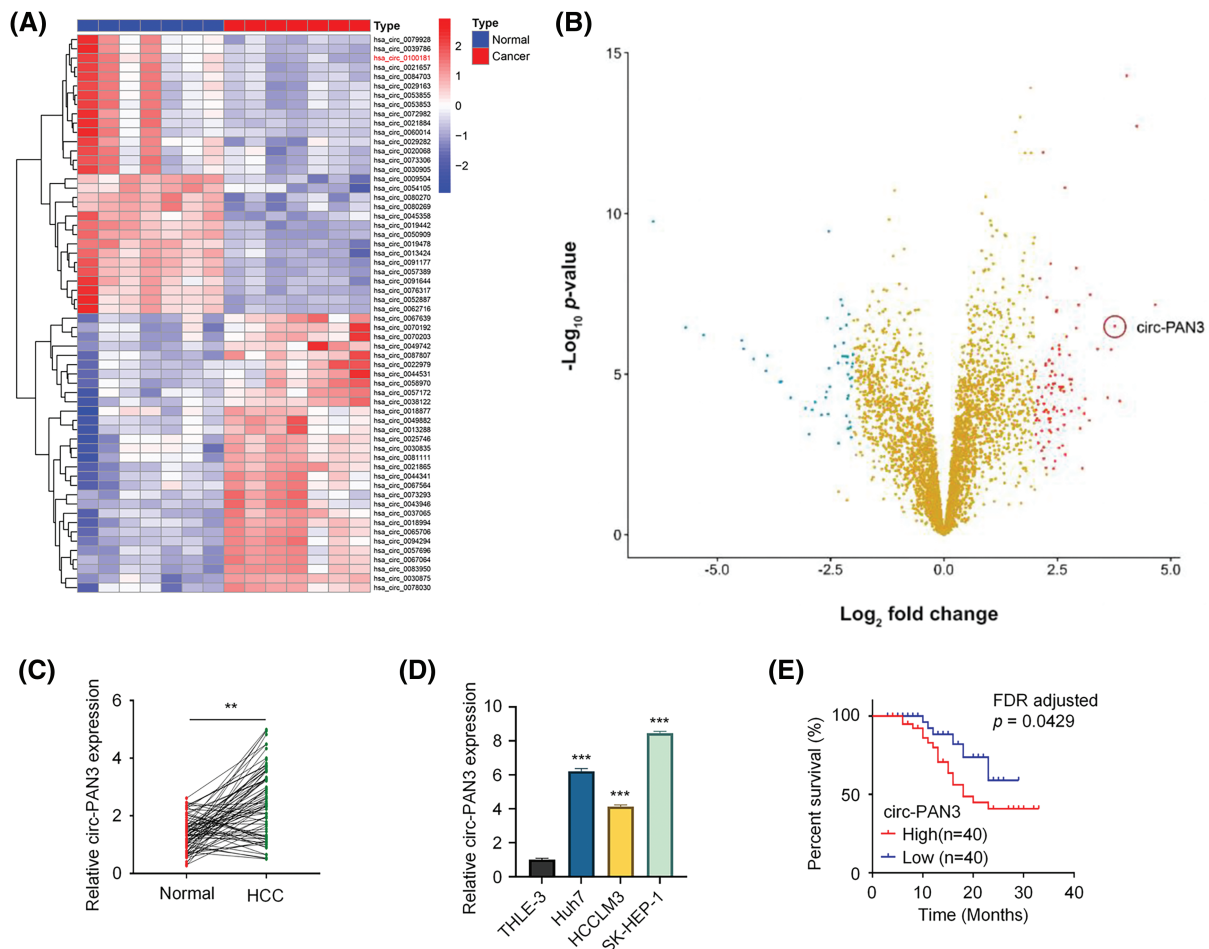 (A)
Type
hsa_circ_0079928
hsa_circ_0039786
hsa_circ_0100181
hsa_circ_0021657
hsa_circ_0084703
hsa_circ_0029163
hsa_circ_0053855
hsa_circ_0053853
hsa_circ_0072982
hsa_circ_0021884
hsa_circ_0060014
hsa_circ_0029282
hsa_circ_0020068
hsa_circ_0073306
hsa_circ_0030905
hsa_circ_0009504
hsa_circ_0054105
hsa_circ_0080270
hsa_circ_0080269
hsa_circ_0045358
hsa_circ_0019442
hsa_circ_0050909
hsa_circ_0019478
hsa_circ_0013424
hsa_circ_0091177
hsa_circ_0057389
hsa_circ_0091644
hsa_circ_0076317
hsa_circ_0052887
hsa_circ_0062716
hsa_circ_0067639
hsa_circ_0070192
hsa_circ_0070203
hsa_circ_0049742
hsa_circ_0087807
hsa_circ_0022979
hsa_circ_0044531
hsa_circ_0058970
hsa_circ_0057172
hsa_circ_0038122
hsa_circ_0018877
hsa_circ_0049882
hsa_circ_0013288
hsa_circ_0025746
hsa_circ_0030835
hsa_circ_0081111
hsa_circ_0021865
hsa_circ_0044341
hsa_circ_0067564
hsa_circ_0073293
hsa_circ_0043946
hsa_circ_0037065
hsa_circ_0018994
hsa_circ_0065706
hsa_circ_0094294
hsa_circ_0057696
hsa_circ_0067064
hsa_circ_0083950
hsa_circ_0030875
hsa_circ_0078030
2
1
0
−1
−2
Type
Normal
Cancer
(B)
15
10
5
0
-Log10 p-value
circ-PAN3
-5.0 -2.5 0.0 2.5 5.0
Log2 fold change
(C)
Relative circ-PAN3 expression
6
4
2
0
**
Normal HCC
(D)
Relative circ-PAN3 expression
10
8
6
4
2
0
***
***
***
THLE-3
Huh7
HCCLM3
SK-HEP-1
(E)
Percent survival (%)
100
50
0
FDR adjusted
p = 0.0429
circ-PAN3
High(n=40)
Low (n=40)
0 10 20 30 40
Time (Months)